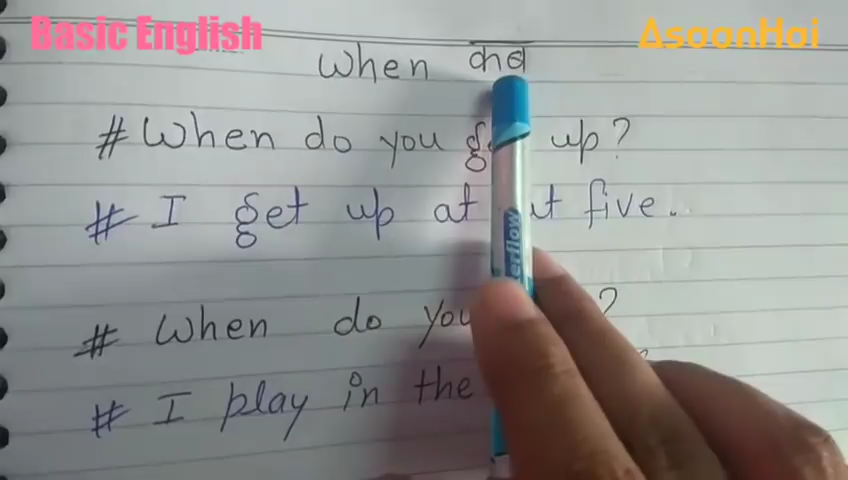 Basic English
AsaanHai
When कब
# When do you get up?
# I get up at five.
# When do you ?
# I play in the